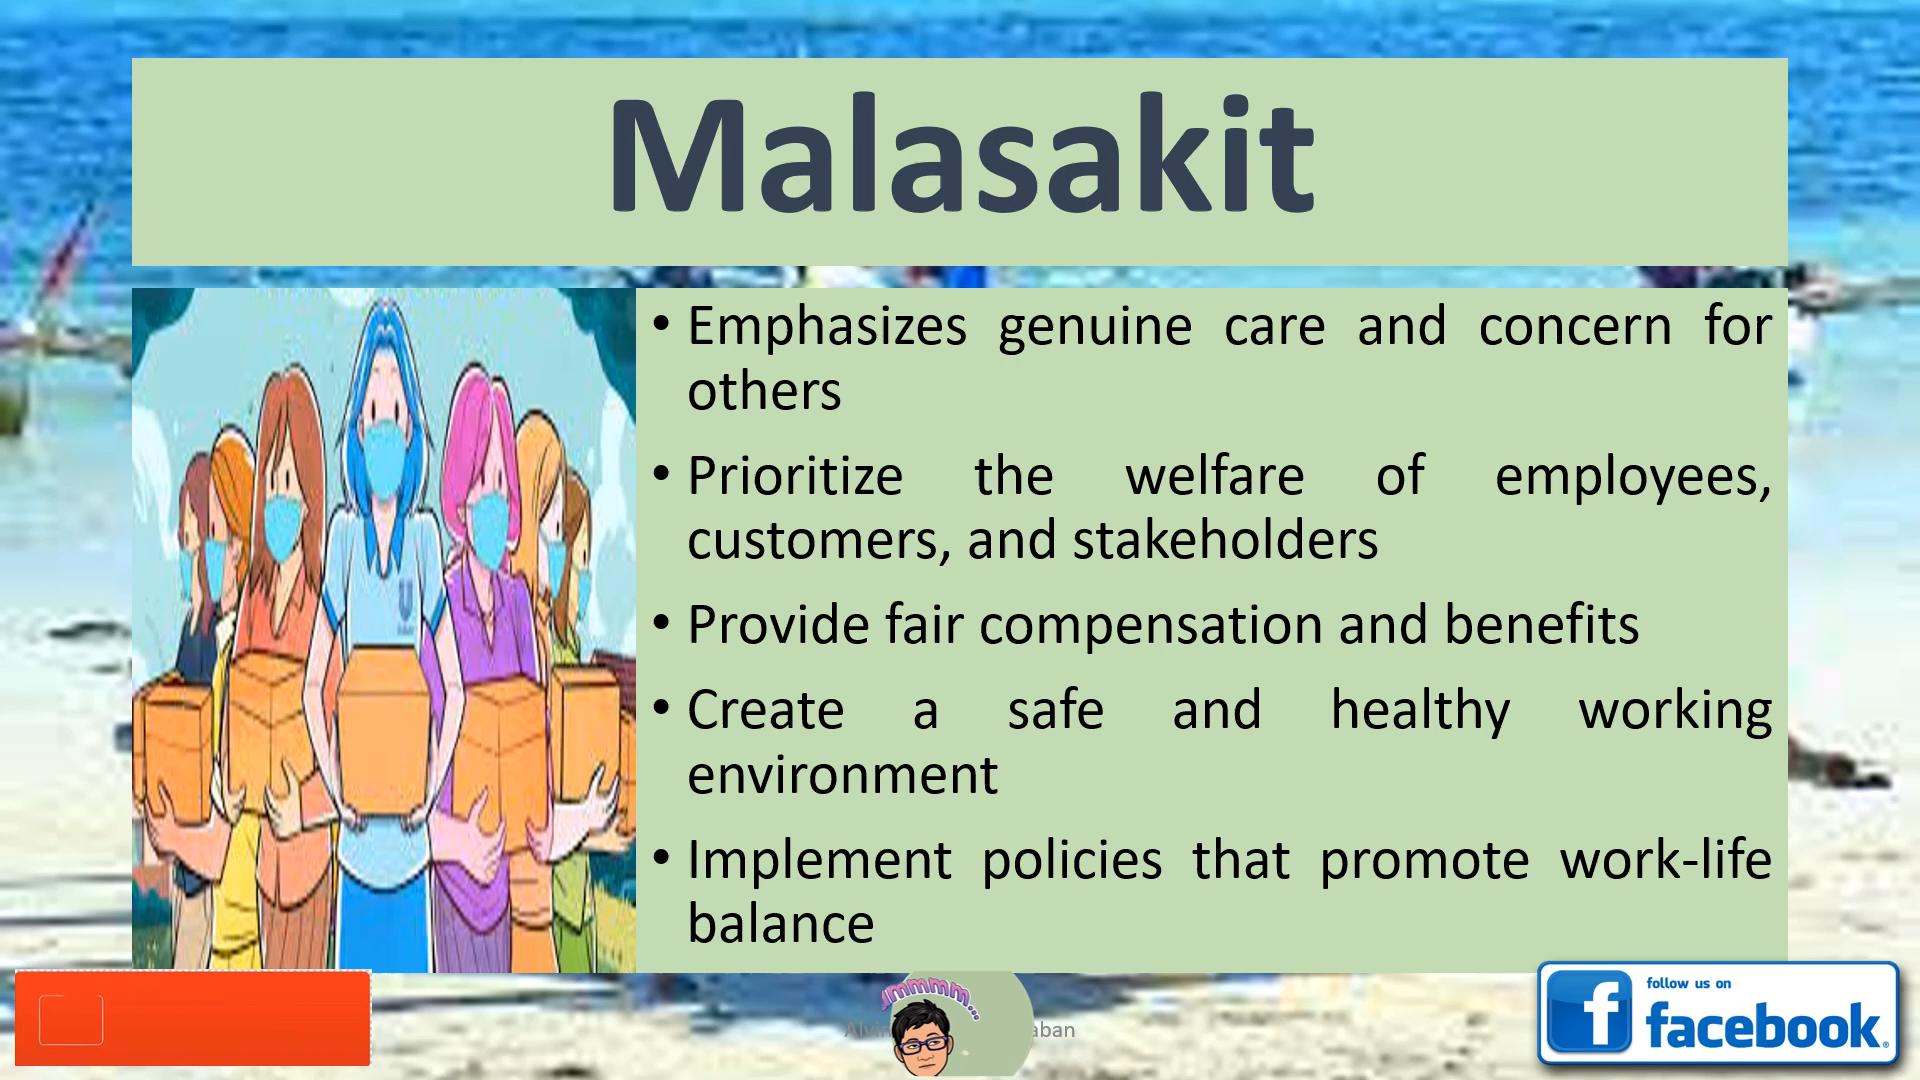 Malasakit
• Emphasizes genuine care and concern for
others
• Prioritize the welfare of employees,
customers, and stakeholders
• Provide fair compensation and benefits
• Create a safe and healthy working
environment
• Implement policies that promote work-life
balance
follow us on
facebook